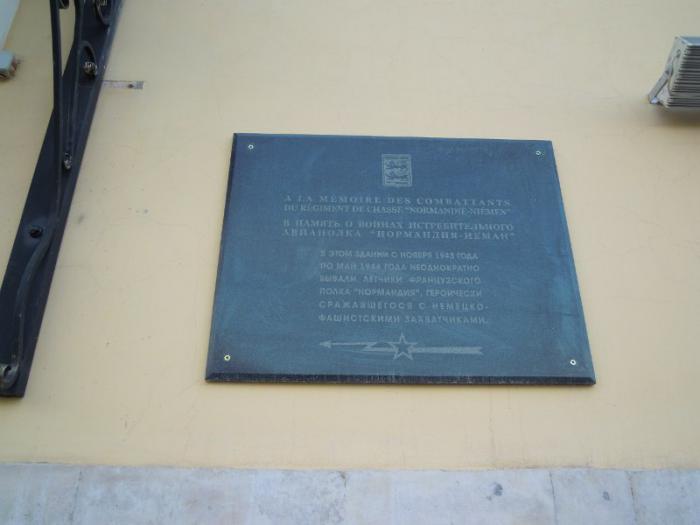 A LA MÉMOIRE DES COMBATTANTS
DU RÉGIMENT DE CHASSE "NORMANDIE-NIEMEN"
В ПАМЯТЬ О ВОИНАХ ИСТРЕБИТЕЛЬНОГО
АВИАПОЛКА "НОРМАНДИЯ-НЕМАН"
В ЭТОМ ЗДАНИИ С НОЯБРЯ 1943 ГОДА
ПО МАЙ 1944 ГОДА НЕОДНОКРАТНО
БЫВАЛИ ЛЕТЧИКИ ФРАНЦУЗСКОГО
ПОЛКА "НОРМАНДИЯ", ГЕРОИЧЕСКИ
СРАЖАВШЕГОСЯ С НЕМЕЦКО-
ФАШИСТСКИМИ ЗАХВАТЧИКАМИ.